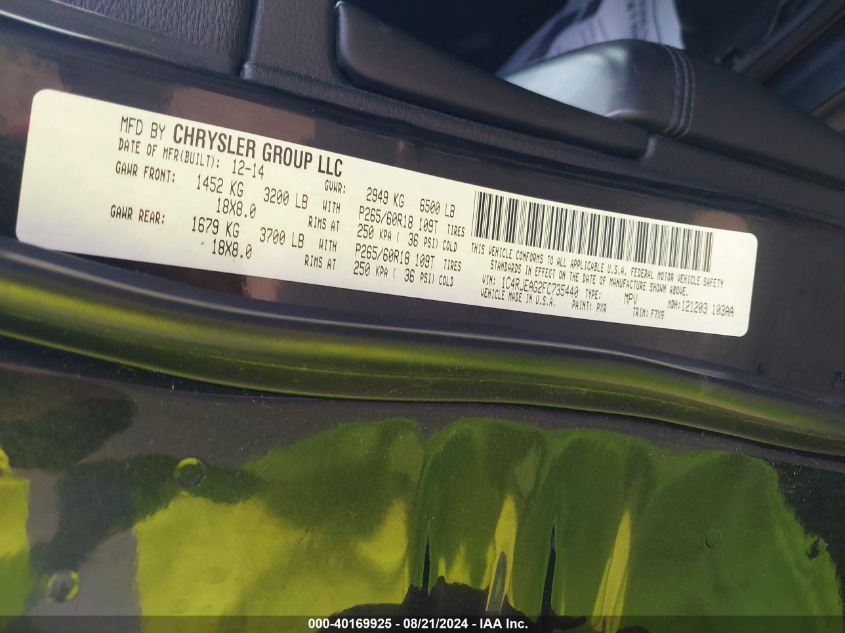 MFD BY CHRYSLER GROUP LLC
DATE OF MFR(BUILT): 12-14 GVWR: 2949 KG 6500 LB
GAWR FRONT: 1452 KG 3200 LB WITH P265/60R18 109T TIRES
18X8.0 RIMS AT 250 KPA ( 36 PSI) COLD
GAWR REAR: 1679 KG 3700 LB WITH P265/60R18 109T TIRES
18X8.0 RIMS AT 250 KPA ( 36 PSI) COLD
THIS VEHICLE CONFORMS TO ALL APPLICABLE U.S.A. FEDERAL MOTOR VEHICLE SAFETY
STANDARDS IN EFFECT ON THE DATE OF MANUFACTURE SHOWN ABOVE.
VIN: 1C4RJEAG2FC735440 TYPE: MPV MDH: 121203 103AA
VEHICLE MADE IN U.S.A. PAINT: PXR TRIM: F7X9
000-40169925 / 08/21/2024 / IAA Inc.